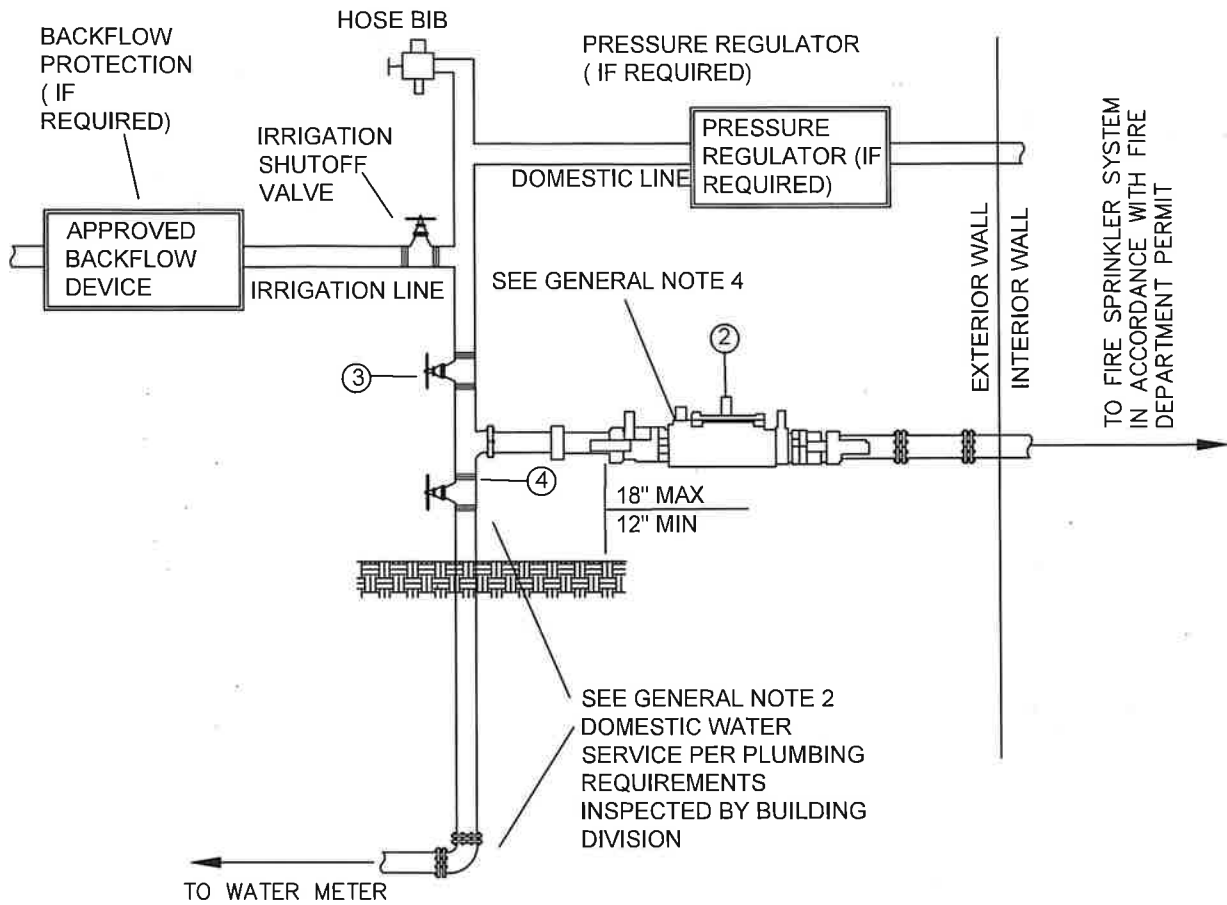 HOSE BIB
BACKFLOW
PROTECTION
( IF
REQUIRED)
PRESSURE REGULATOR
( IF REQUIRED)
IRRIGATION
SHUTOFF
VALVE
PRESSURE
REGULATOR (IF
REQUIRED)
DOMESTIC LINE
APPROVED
BACKFLOW
DEVICE
IRRIGATION LINE
SEE GENERAL NOTE 4
EXTERIOR WALL
INTERIOR WALL
TO FIRE SPRINKLER SYSTEM
IN ACCORDANCE WITH FIRE
DEPARTMENT PERMIT
2
3
4
18" MAX
12" MIN
SEE GENERAL NOTE 2
DOMESTIC WATER
SERVICE PER PLUMBING
REQUIREMENTS
INSPECTED BY BUILDING
DIVISION
TO WATER METER